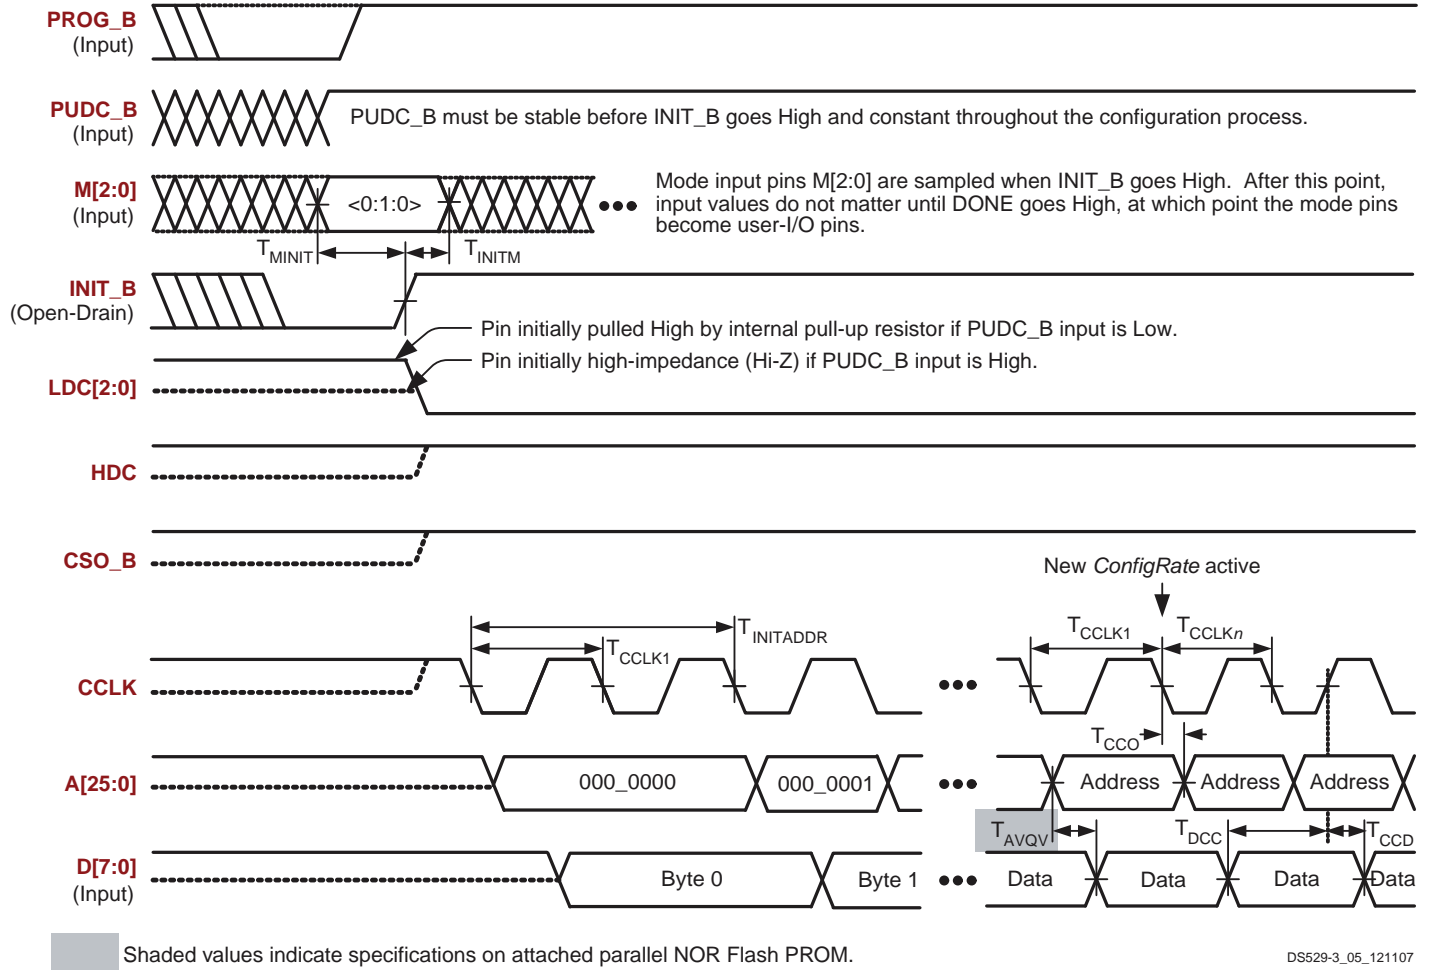 PROG_B
(Input)
PUDC_B
(Input)
PUDC_B must be stable before INIT_B goes High and constant throughout the configuration process.
M[2:0]
(Input)
<0:1:0>
Mode input pins M[2:0] are sampled when INIT_B goes High. After this point,
input values do not matter until DONE goes High, at which point the mode pins
become user-I/O pins.
TMINIT
TINITM
INIT_B
(Open-Drain)
Pin initially pulled High by internal pull-up resistor if PUDC_B input is Low.
Pin initially high-impedance (Hi-Z) if PUDC_B input is High.
LDC[2:0]
HDC
CSO_B
New ConfigRate active
TINITADDR
TCCLK1
TCCLK1
TCCLKn
CCLK
TCCO
A[25:0]
000_0000
000_0001
Address
Address
Address
TAVQV
TDCC
TCCD
D[7:0]
(Input)
Byte 0
Byte 1
Data
Data
Data
Data
Shaded values indicate specifications on attached parallel NOR Flash PROM.
DS529-3_05_121107